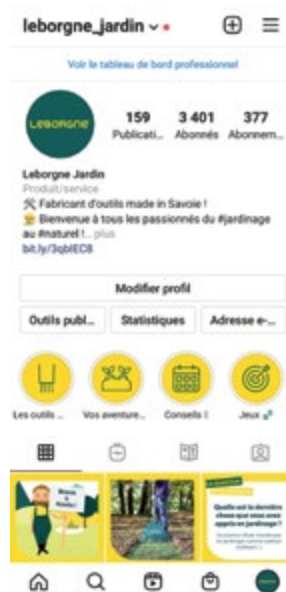 leborgne_jardin
Voir le tableau de bord professionnel
LEBORGNE
159 3 401 377
Publicati... Abonnés Abonnem...
Leborgne Jardin
Produit/service
Fabricant d'outils made in Savoie !
Bienvenue à tous les passionnés du #jardinage
au #naturel !... plus
bit.ly/3qblEC8
Modifier profil
Outils publ... Statistiques Adresse e-...
Les outils ... Vos aventure... Conseils Jeux
Quelle est la dernière
chose que vous avez
appris en jardinage ?